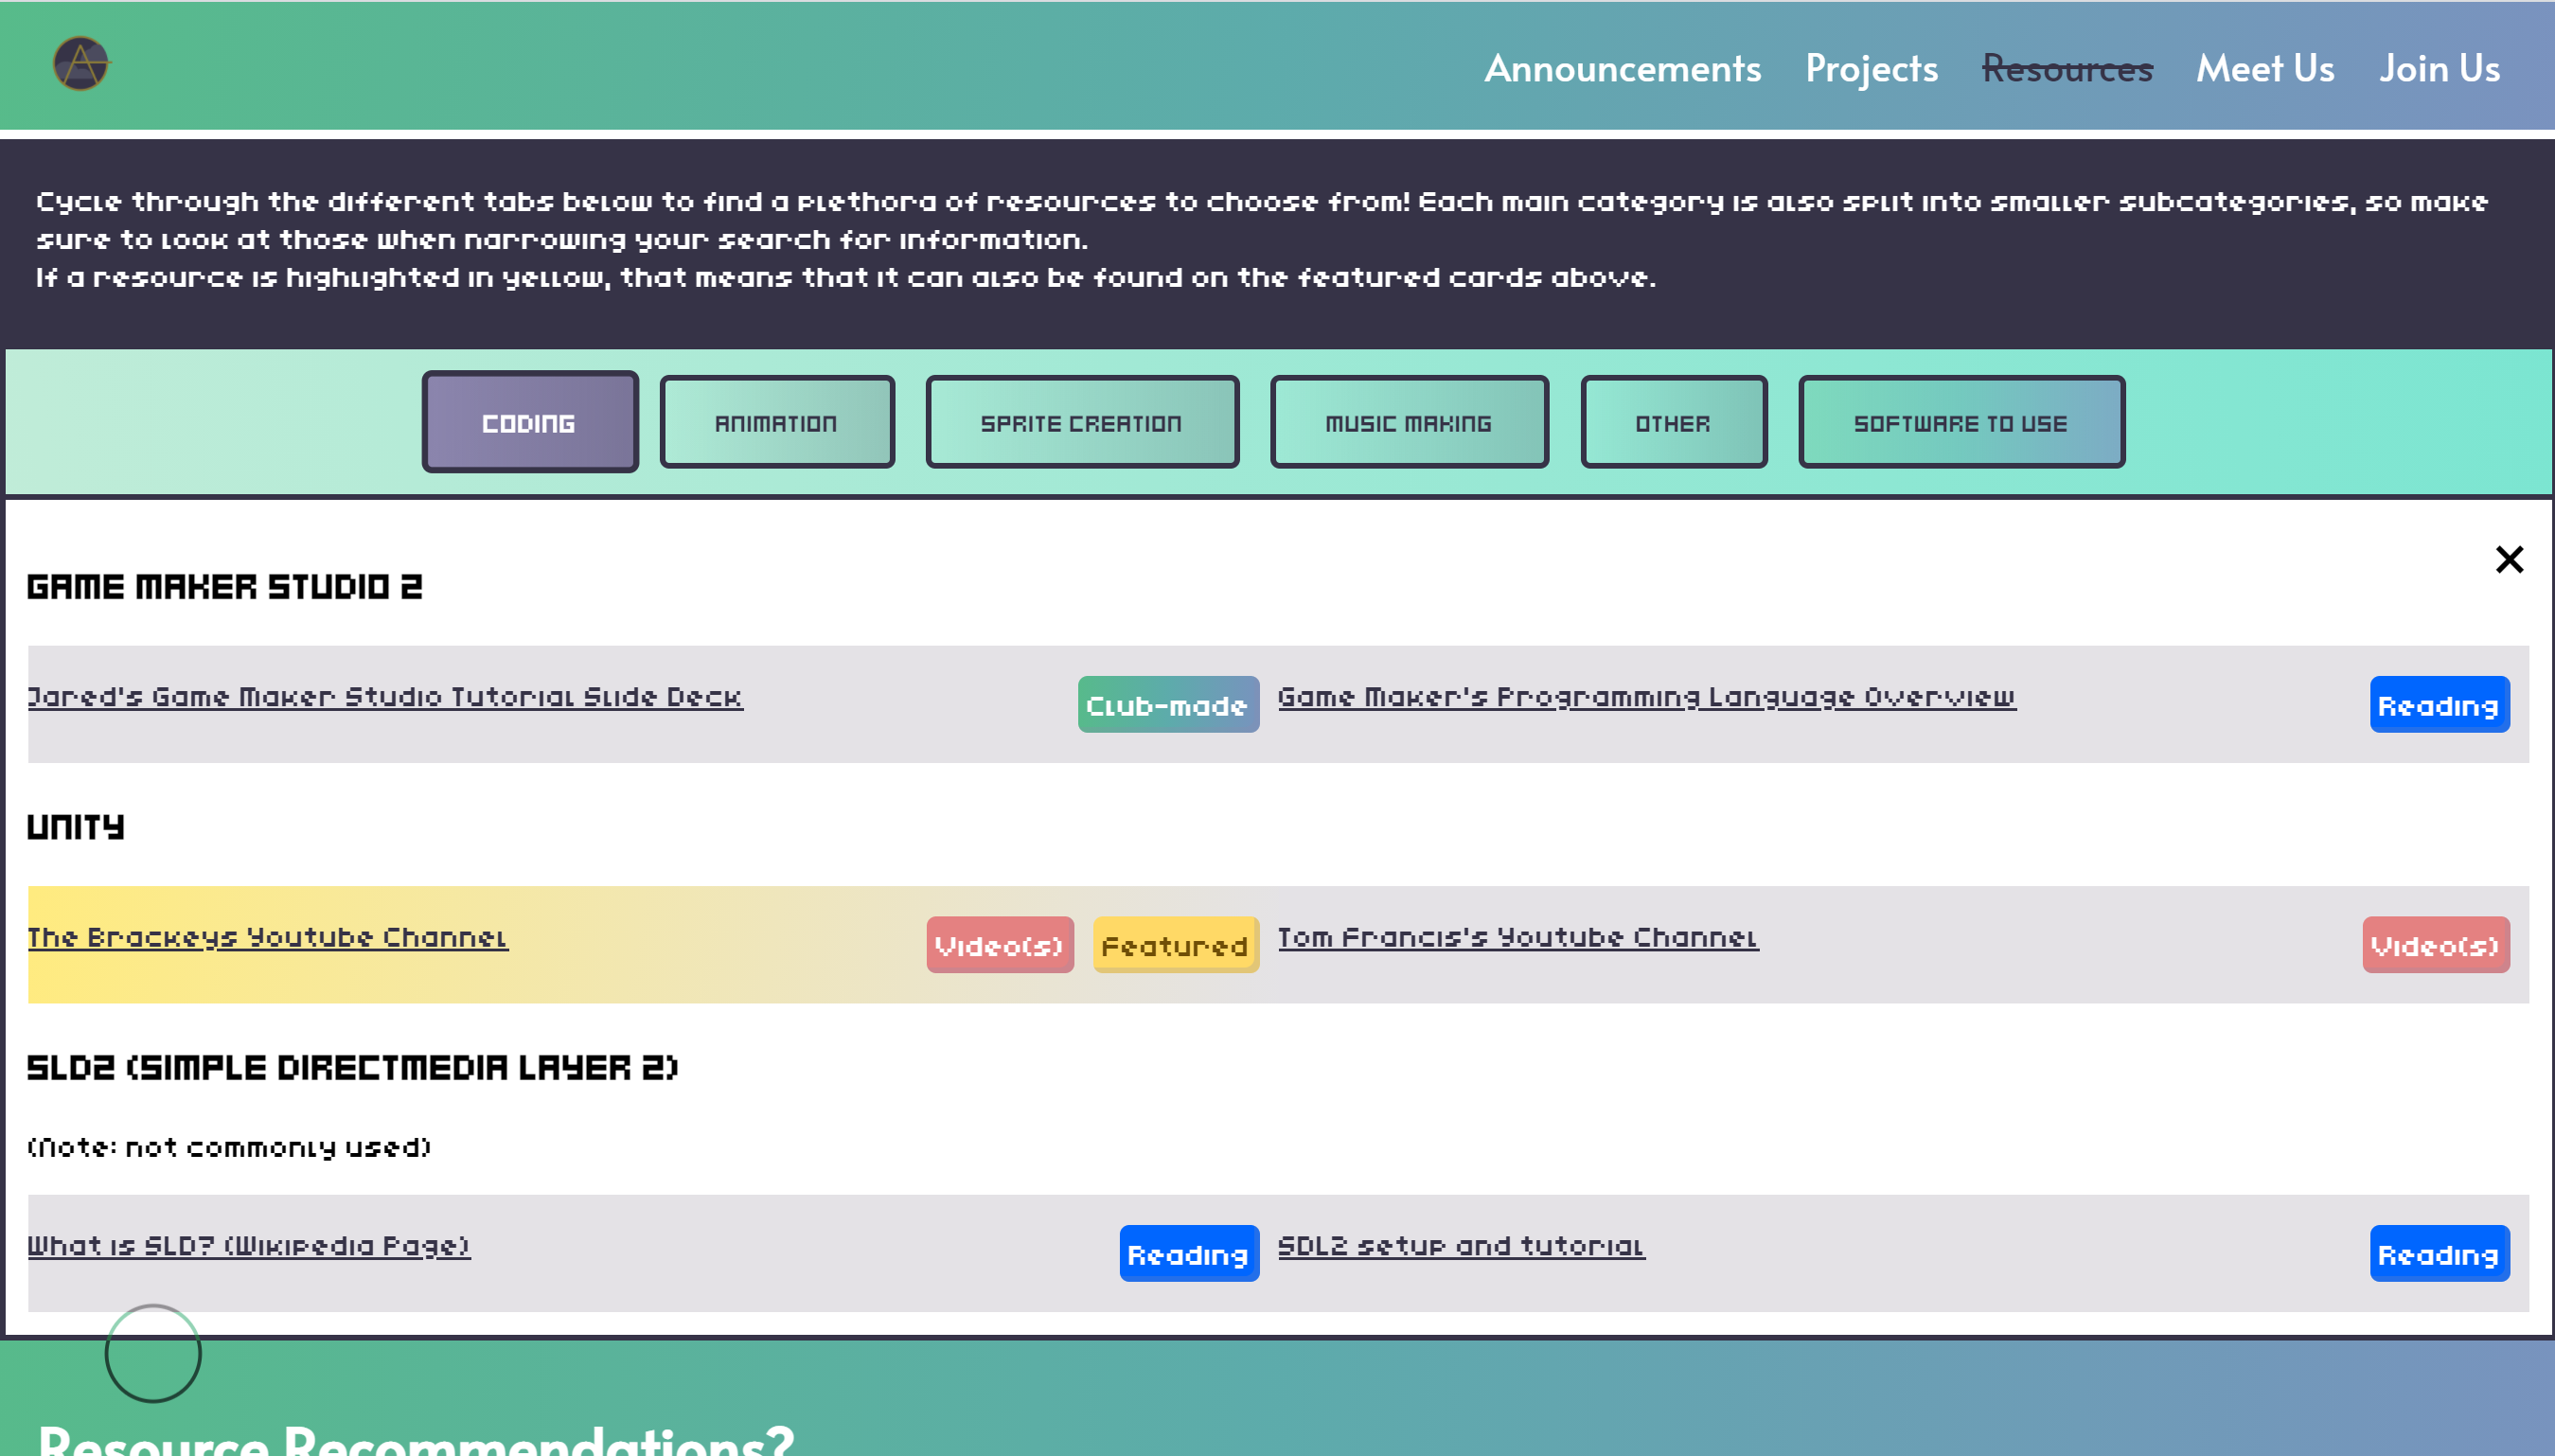 Announcements Projects Resources Meet Us Join Us
Cycle through the different tabs below to find a plethora of resources to choose from! Each main category is also split into smaller subcategories, so make
sure to look at those when narrowing your search for information.
If a resource is highlighted in yellow, that means that it can also be found on the featured cards above.
CODING ANIMATION SPRITE CREATION MUSIC MAKING OTHER SOFTWARE TO USE
GAME MAKER STUDIO 2
Jared's Game Maker Studio Tutorial Slide Deck Club-made Game Maker's Programming Language Overview Reading
UNITY
The Brackeys Youtube Channel Video(s) Featured Tom Francis's Youtube Channel Video(s)
SLD2 (SIMPLE DIRECTMEDIA LAYER 2)
(Note: not commonly used)
What is SLD? (Wikipedia Page) Reading SDL2 setup and tutorial Reading
Resource Recommendations?